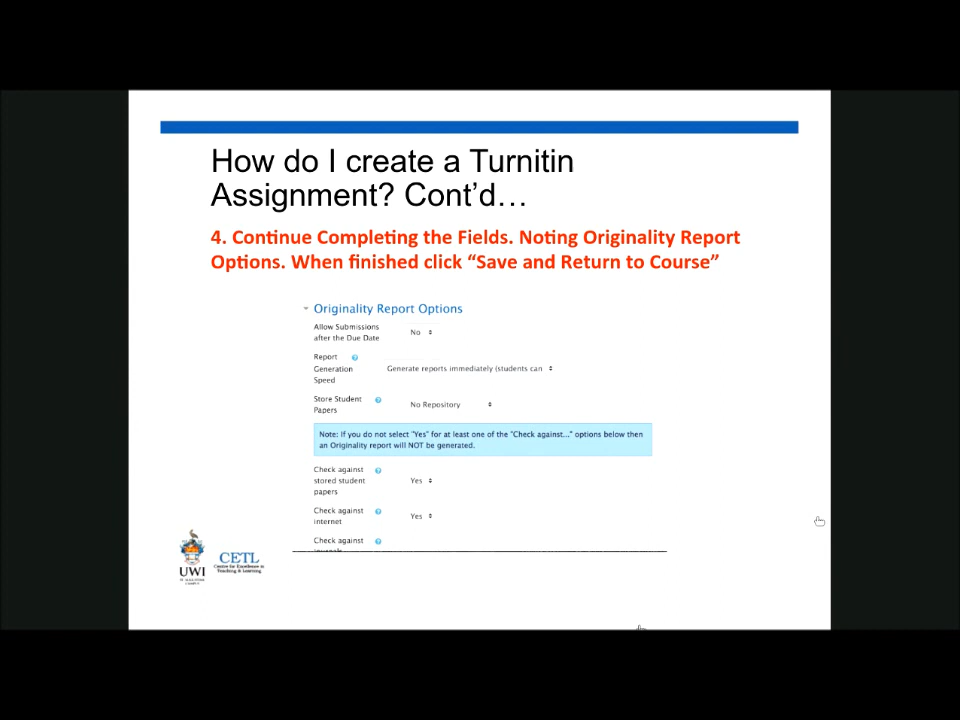 How do I create a Turnitin
Assignment? Cont’d…
4. Continue Completing the Fields. Noting Originality Report
Options. When finished click “Save and Return to Course”
Originality Report Options
Allow Submissions
after the Due Date
No
Report
Generation
Speed
Generate reports immediately (students can
Store Student
Papers
No Repository
Note: If you do not select "Yes" for at least one of the "Check against..." options below then
an Originality report will NOT be generated.
Check against
stored student
papers
Yes
Check against
internet
Yes
Check against
UWI
CETL
Centre for Excellence in
Teaching & Learning